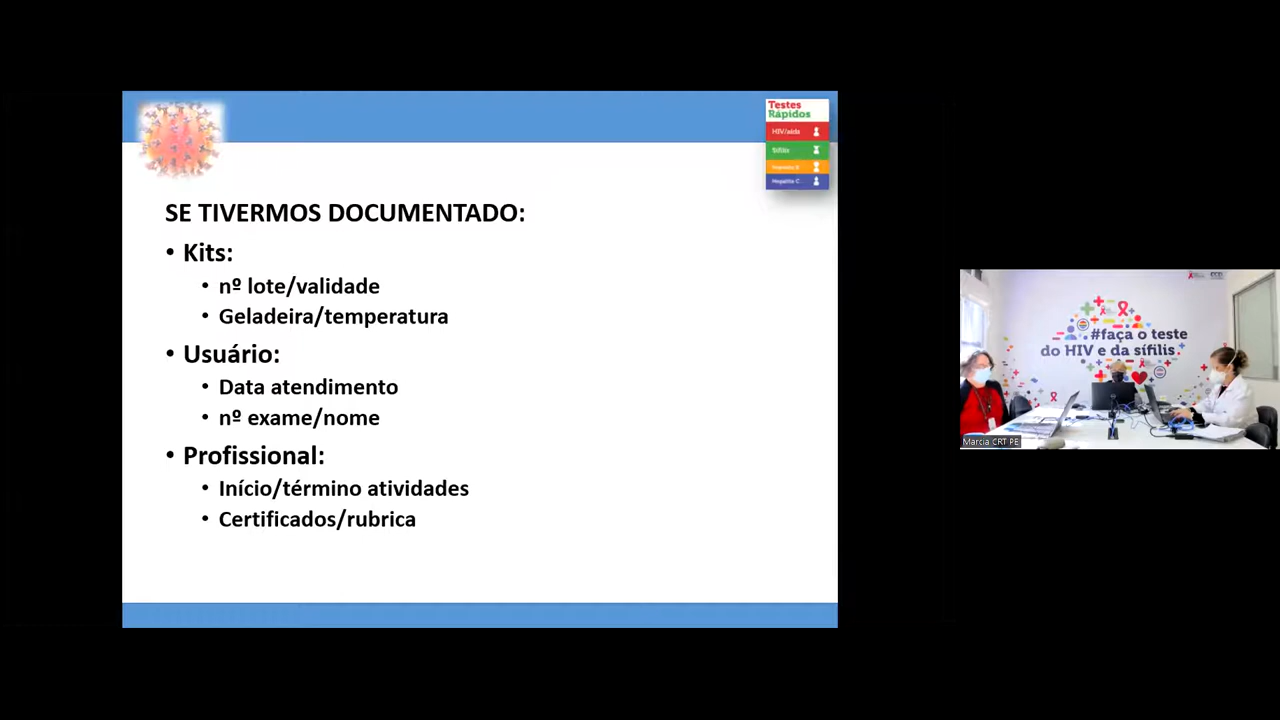 Testes
Rápidos
HIV/aids
Sífilis
Hepatite C
SE TIVERMOS DOCUMENTADO:
• Kits:
• nº lote/validade
• Geladeira/temperatura
• Usuário:
• Data atendimento
• nº exame/nome
• Profissional:
• Início/término atividades
• Certificados/rubrica
#faça o teste
do HIV e da sífilis
Marcia CRT PE